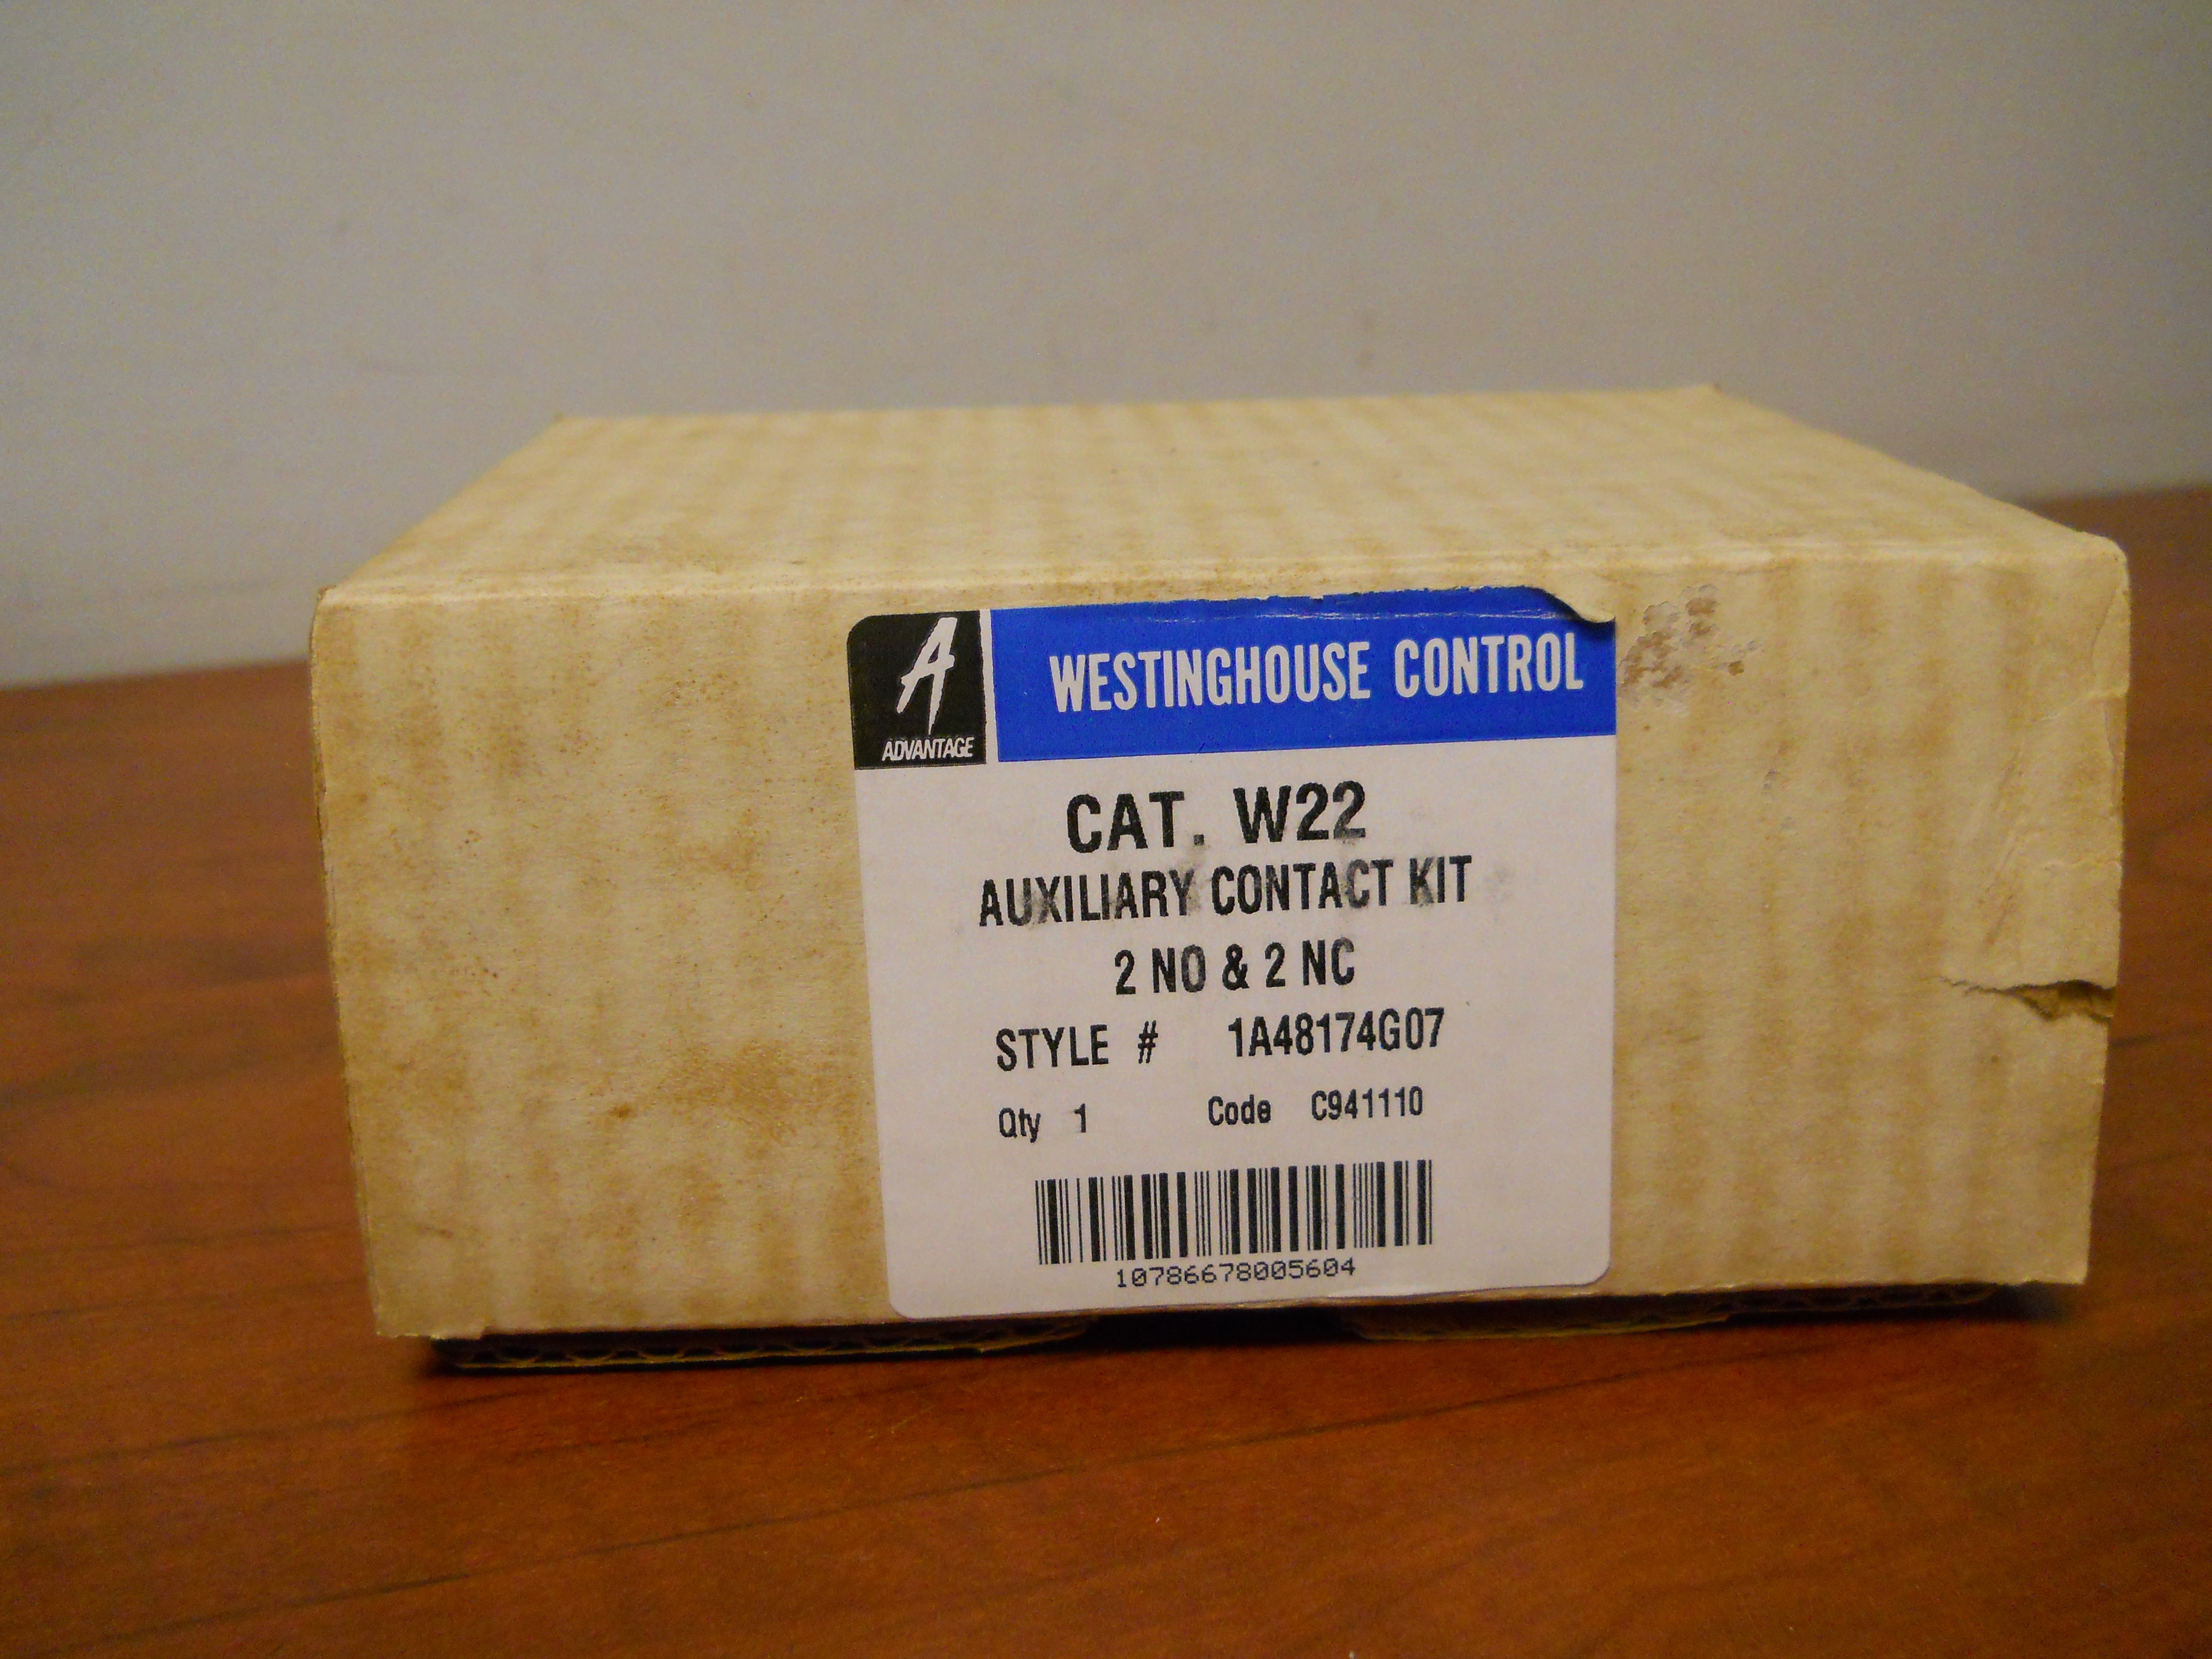 A
ADVANTAGE
WESTINGHOUSE CONTROL
CAT. W22
AUXILIARY CONTACT KIT
2 NO & 2 NC
STYLE # 1A48174G07
Qty 1 Code C941110
10786678005604